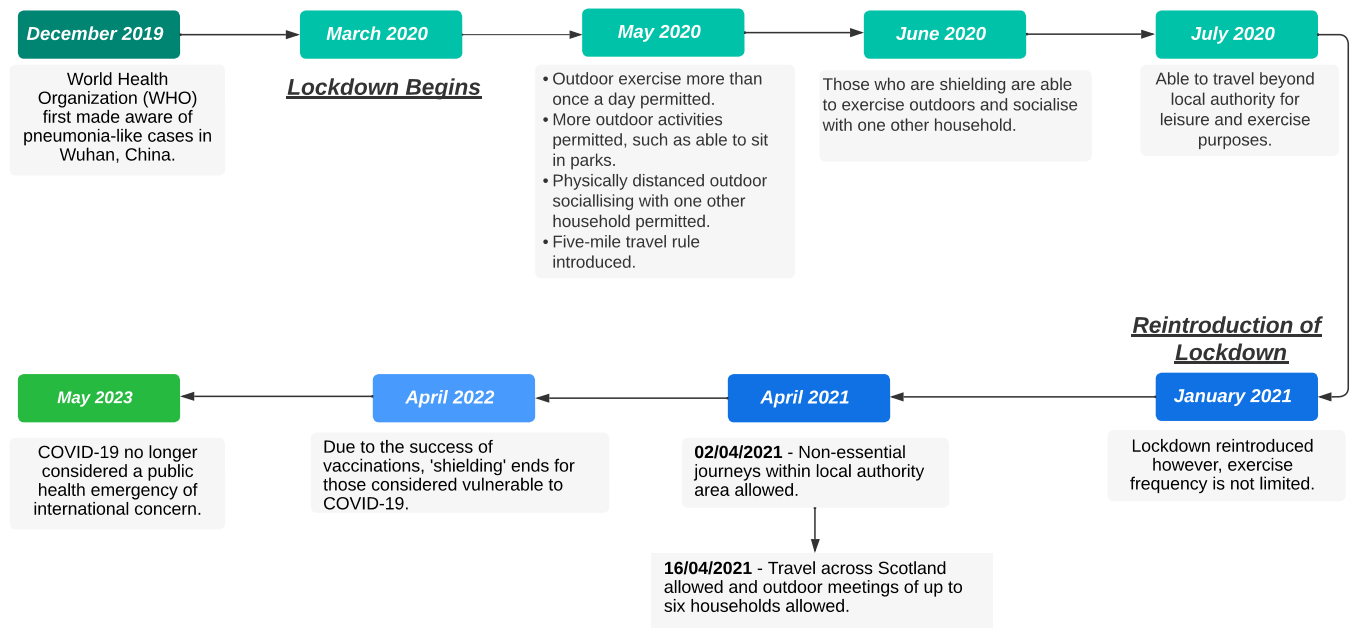 December 2019
World Health
Organization (WHO)
first made aware of
pneumonia-like cases in
Wuhan, China.
March 2020
Lockdown Begins
May 2020
• Outdoor exercise more than
once a day permitted.
• More outdoor activities
permitted, such as able to sit
in parks.
• Physically distanced outdoor
sociallising with one other
household permitted.
• Five-mile travel rule
introduced.
June 2020
Those who are shielding are able
to exercise outdoors and socialise
with one other household.
July 2020
Able to travel beyond
local authority for
leisure and exercise
purposes.
Reintroduction of
Lockdown
January 2021
Lockdown reintroduced
however, exercise
frequency is not limited.
April 2021
02/04/2021 - Non-essential
journeys within local authority
area allowed.
16/04/2021 - Travel across Scotland
allowed and outdoor meetings of up to
six households allowed.
April 2022
Due to the success of
vaccinations, 'shielding' ends for
those considered vulnerable to
COVID-19.
May 2023
COVID-19 no longer
considered a public
health emergency of
international concern.